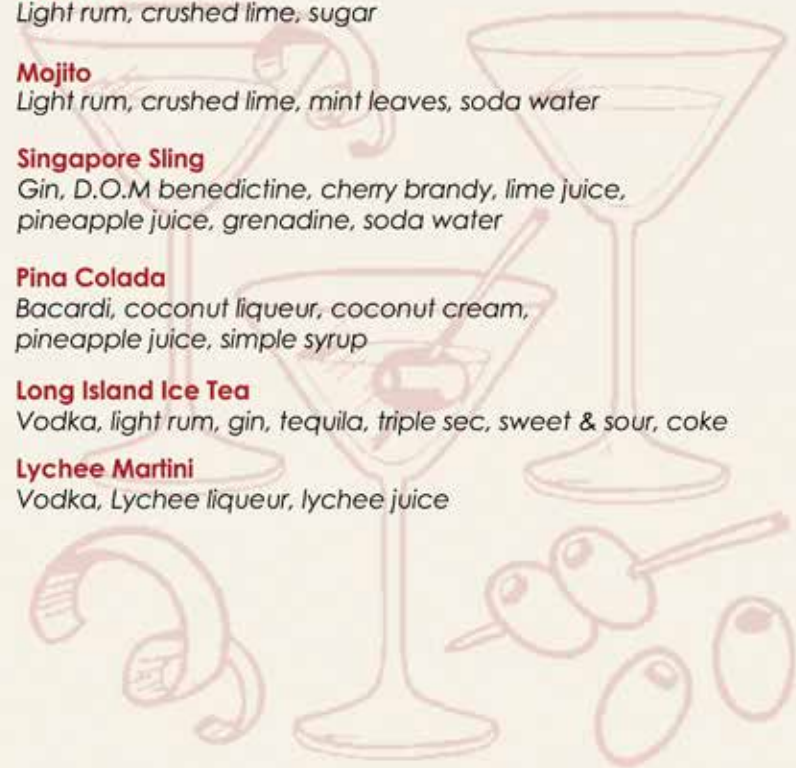 Light rum, crushed lime, sugar
Mojito
Light rum, crushed lime, mint leaves, soda water
Singapore Sling
Gin, D.O.M benedictine, cherry brandy, lime juice,
pineapple juice, grenadine, soda water
Pina Colada
Bacardi, coconut liqueur, coconut cream,
pineapple juice, simple syrup
Long Island Ice Tea
Vodka, light rum, gin, tequila, triple sec, sweet & sour, coke
Lychee Martini
Vodka, Lychee liqueur, lychee juice